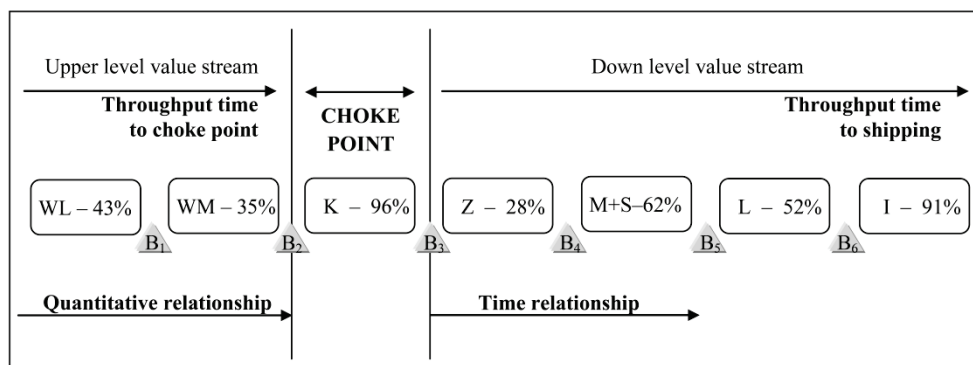 Upper level value stream
Down level value stream
Throughput time
to choke point
CHOKE
POINT
Throughput time
to shipping
WL – 43%
WM – 35%
K – 96%
Z – 28%
M+S–62%
L – 52%
I – 91%
B₁
B₂
B₃
B₄
B₅
B₆
Quantitative relationship
Time relationship